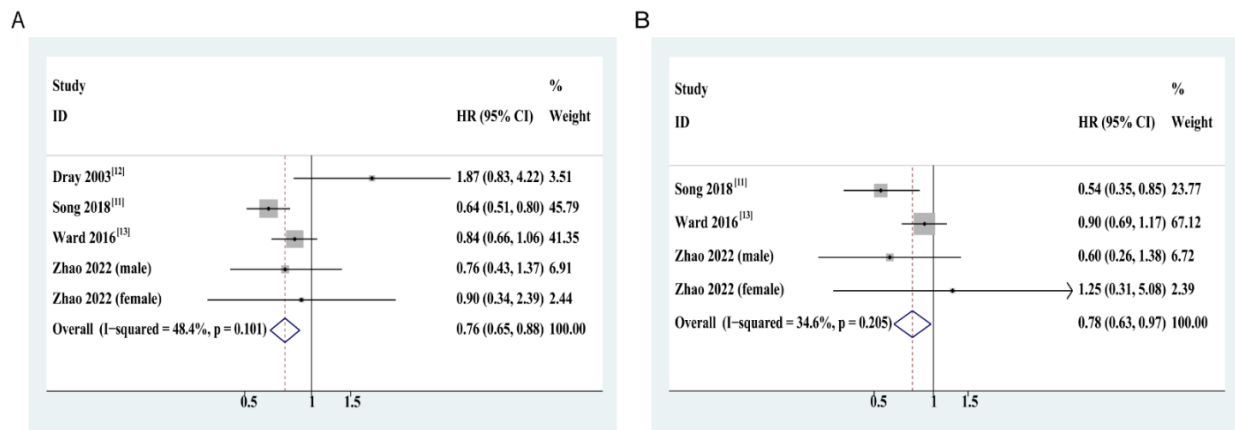 A
Study %
ID HR (95% CI) Weight
Dray 2003[12] 1.87 (0.83, 4.22) 3.51
Song 2018[11] 0.64 (0.51, 0.80) 45.79
Ward 2016[13] 0.84 (0.66, 1.06) 41.35
Zhao 2022 (male) 0.76 (0.43, 1.37) 6.91
Zhao 2022 (female) 0.90 (0.34, 2.39) 2.44
Overall (I−squared = 48.4%, p = 0.101) 0.76 (0.65, 0.88) 100.00
0.5 1 1.5
B
Study %
ID HR (95% CI) Weight
Song 2018[11] 0.54 (0.35, 0.85) 23.77
Ward 2016[13] 0.90 (0.69, 1.17) 67.12
Zhao 2022 (male) 0.60 (0.26, 1.38) 6.72
Zhao 2022 (female) 1.25 (0.31, 5.08) 2.39
Overall (I−squared = 34.6%, p = 0.205) 0.78 (0.63, 0.97) 100.00
0.5 1 1.5